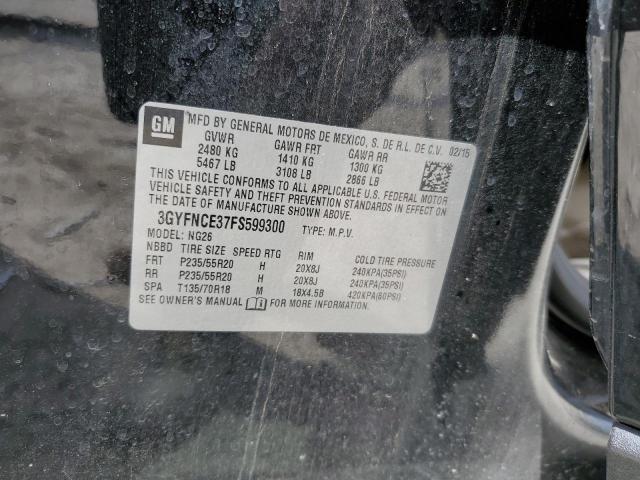 GM
MFD BY GENERAL MOTORS DE MEXICO, S. DE R.L. DE C.V. 02/15
GVWR GAWR FRT GAWR RR
2480 KG 1410 KG 1300 KG
5467 LB 3108 LB 2866 LB
THIS VEHICLE CONFORMS TO ALL APPLICABLE U.S. FEDERAL MOTOR
VEHICLE SAFETY AND THEFT PREVENTION STANDARDS IN EFFECT ON
THE DATE OF MANUFACTURE SHOWN ABOVE.
3GYFNCE37FS599300 TYPE: M.P.V.
MODEL: NG26
NBBD TIRE SIZE SPEED RTG RIM COLD TIRE PRESSURE
FRT P235/55R20 H 20X8J 240KPA(35PSI)
RR P235/55R20 H 20X8J 240KPA(35PSI)
SPA T135/70R18 M 18X4.5B 420KPA(60PSI)
SEE OWNER'S MANUAL FOR MORE INFORMATION.